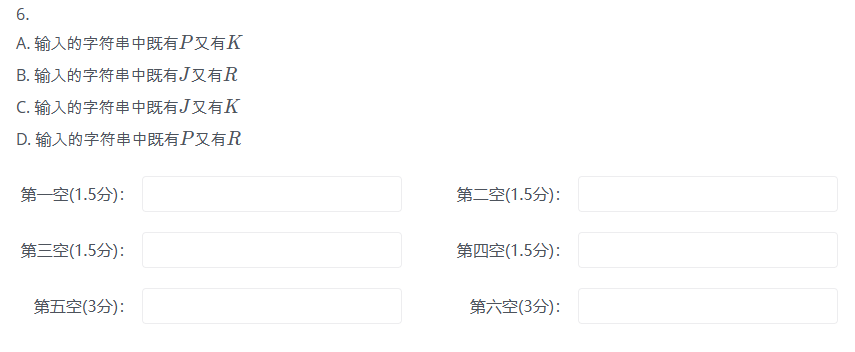 6.
A. 输入的字符串中既有P又有K
B. 输入的字符串中既有J又有R
C. 输入的字符串中既有J又有K
D. 输入的字符串中既有P又有R
第一空(1.5分): 第二空(1.5分):
第三空(1.5分): 第四空(1.5分):
第五空(3分): 第六空(3分):